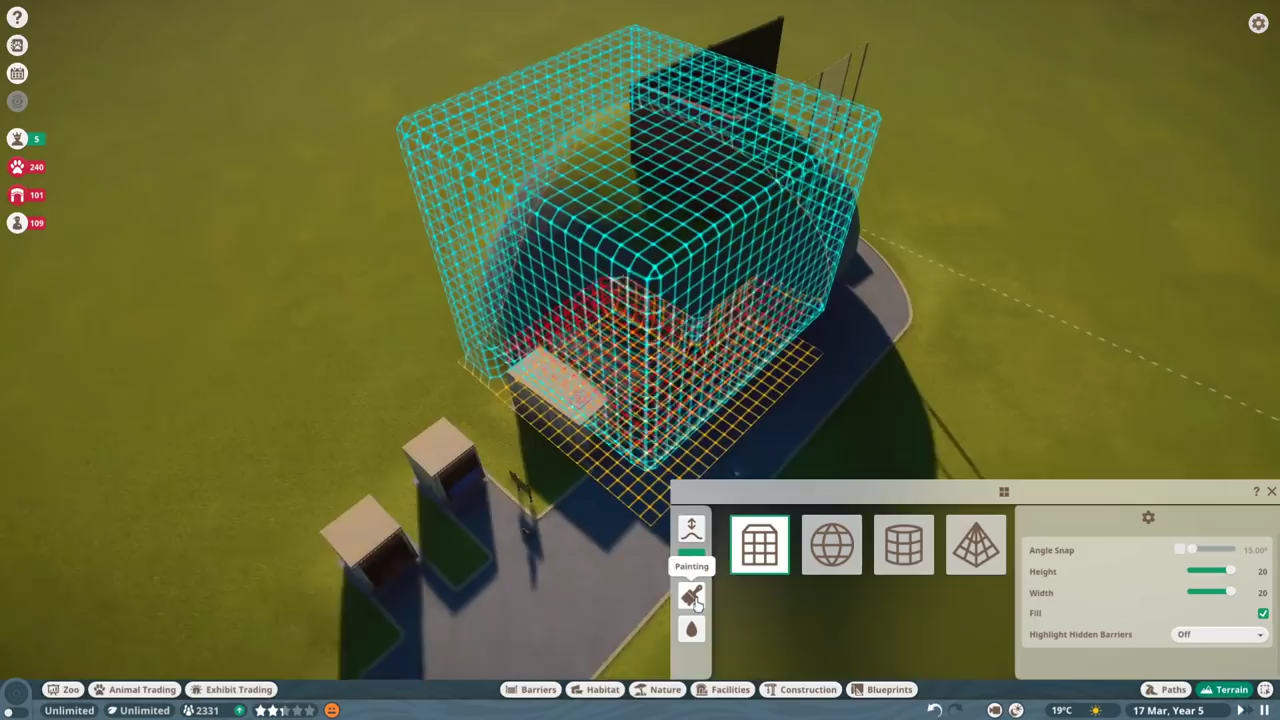 ?
5
240
101
109
?
Painting
Angle Snap 15.00°
Height 20
Width 20
Fill
Highlight Hidden Barriers Off
Zoo Animal Trading Exhibit Trading Barriers Habitat Nature Facilities Construction Blueprints Paths Terrain
Unlimited Unlimited 2331 19°C 17 Mar, Year 5